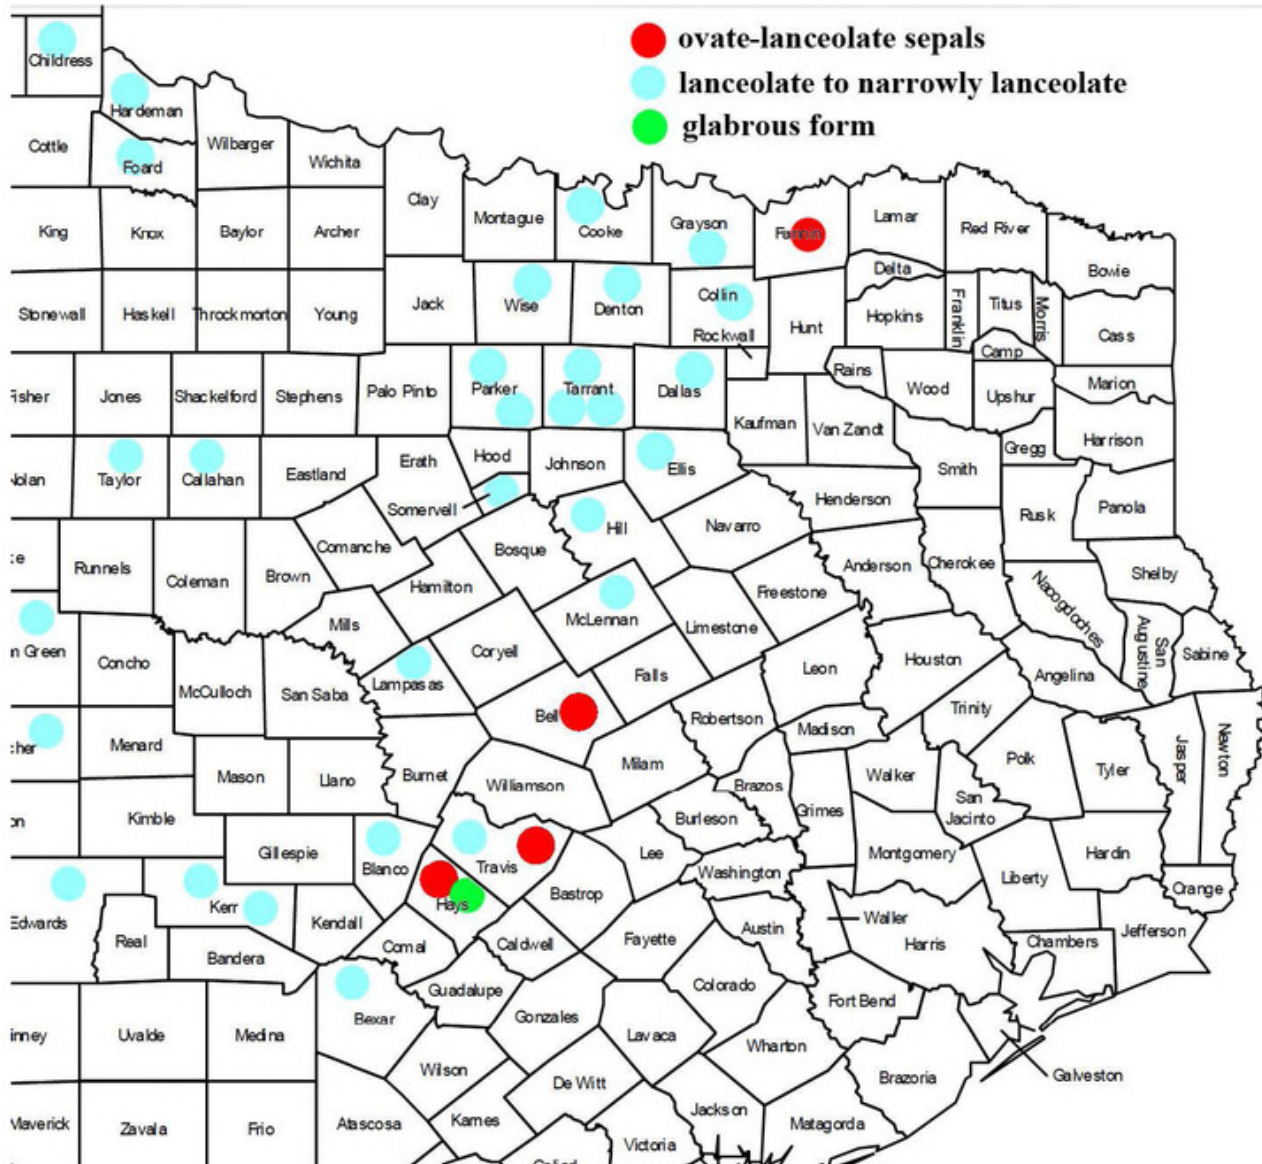 ovate-lanceolate sepals
lanceolate to narrowly lanceolate
glabrous form
Childress
Hardeman
Cottle
Foard
Wilbarger
Wichita
Clay
Montague
Cooke
Grayson
Fannin
Lamar
Red River
Bowie
King
Knox
Baylor
Archer
Delta
Stonewall
Haskell
Throckmorton
Young
Jack
Wise
Denton
Collin
Rockwall
Hunt
Hopkins
Franklin
Titus
Morris
Cass
Camp
Rains
Wood
Upshur
Marion
isher
Jones
Shackelford
Stephens
Palo Pinto
Parker
Tarrant
Dallas
Kaufman
Van Zandt
Gregg
Harrison
Nolan
Taylor
Callahan
Eastland
Erath
Hood
Johnson
Ellis
Smith
Somervell
Henderson
Rusk
Panola
Hill
Navarro
Bosque
Comanche
Runnels
Coleman
Brown
Hamilton
Anderson
Cherokee
Shelby
Nacogdoches
Freestone
McLennan
Limestone
Mills
San
Augustine
Sabine
m Green
Concho
Coryell
Falls
Leon
Houston
Angelina
McCulloch
San Saba
Lampasas
Bell
Robertson
Trinity
Madison
cher
Menard
Mason
Llano
Burnet
Milam
Williamson
Brazos
Walker
Polk
Tyler
Jasper
Newton
San
Jacinto
Grimes
on
Kimble
Burleson
Gillespie
Blanco
Travis
Lee
Washington
Montgomery
Liberty
Hardin
Orange
Edwards
Kerr
Kendall
Hays
Bastrop
Real
Bandera
Comal
Caldwell
Fayette
Austin
Waller
Harris
Chambers
Jefferson
Guadalupe
Colorado
Fort Bend
Bexar
Gonzales
Lavaca
inney
Uvalde
Medina
Wharton
Wilson
De Witt
Brazoria
Galveston
Maverick
Zavala
Frio
Atascosa
Karnes
Jackson
Matagorda
Victoria